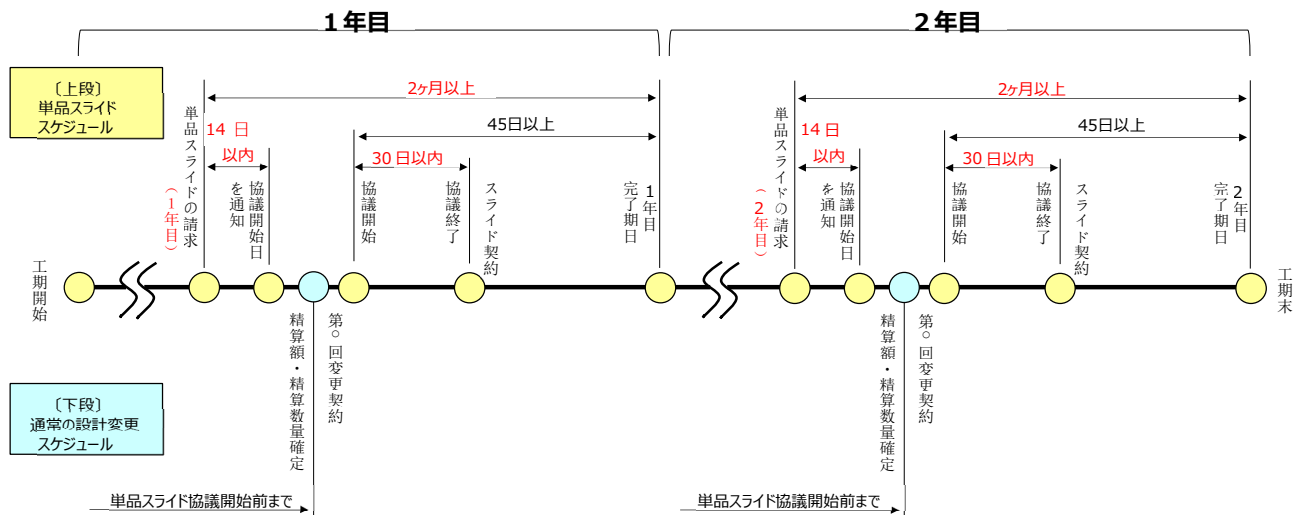 1年目
2年目
〔上段〕
単品スライド
スケジュール
2ヶ月以上
45日以上
14 日
以内
30日以内
単品スライドの請求
（1年目）
協議開始日
を通知
協議開始
協議終了
スライド契約
1年目
完了期日
2ヶ月以上
45日以上
14 日
以内
30日以内
単品スライドの請求
（2年目）
協議開始日
を通知
協議開始
協議終了
スライド契約
2年目
完了期日
工期開始
工期末
第○回変更契約
精算額・精算数量確定
第○回変更契約
精算額・精算数量確定
〔下段〕
通常の設計変更
スケジュール
単品スライド協議開始前まで
単品スライド協議開始前まで